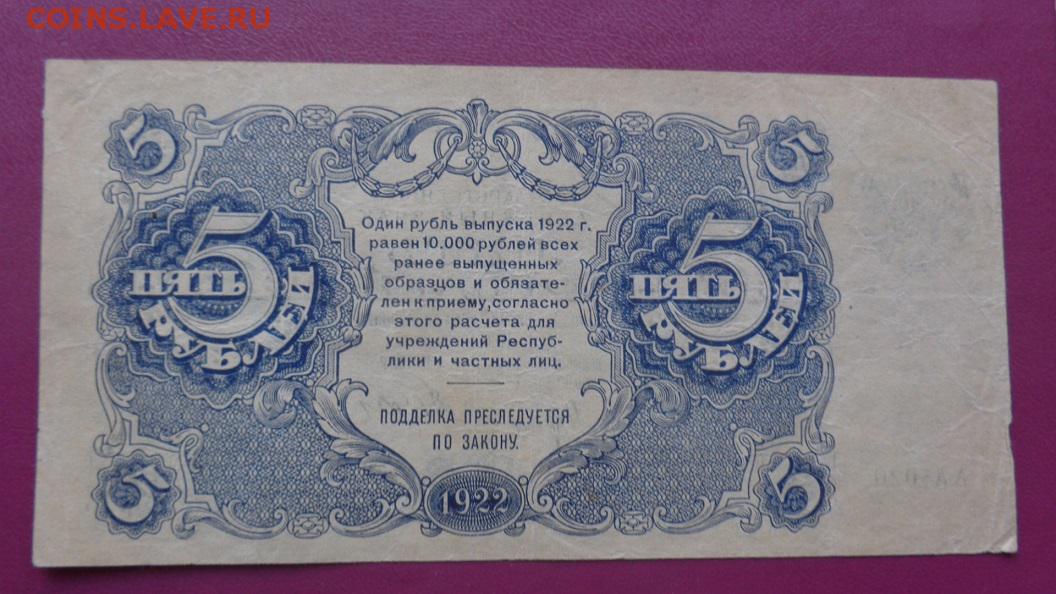 COINS.LAVE.RU
5
5
5
ПЯТЬ
РУБЛЕЙ
Один рубль выпуска 1922 г.
равен 10.000 рублей всех
ранее выпущенных
образцов и обязате-
лен к приему, согласно
этого расчета для
учреждений Респуб-
лики и частных лиц.
ПОДДЕЛКА ПРЕСЛЕДУЕТСЯ
ПО ЗАКОНУ.
5
ПЯТЬ
РУБЛЕЙ
5
1922
5